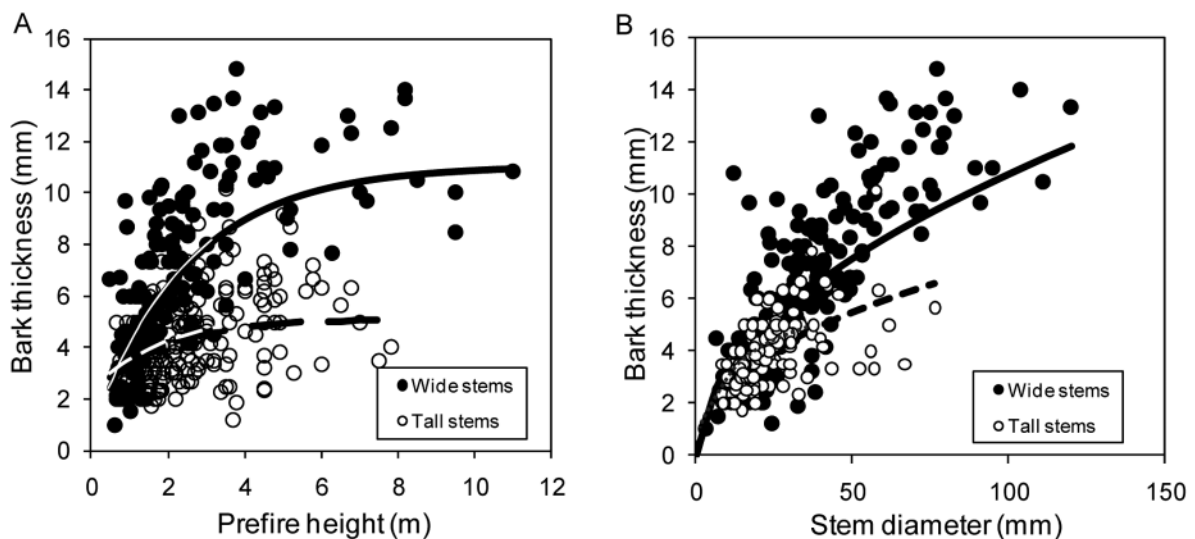 A
16
14
12
10
8
6
4
2
0
Bark thickness (mm)
0 2 4 6 8 10 12
Prefire height (m)
Wide stems
Tall stems
B
16
14
12
10
8
6
4
2
0
Bark thickness (mm)
0 50 100 150
Stem diameter (mm)
Wide stems
Tall stems